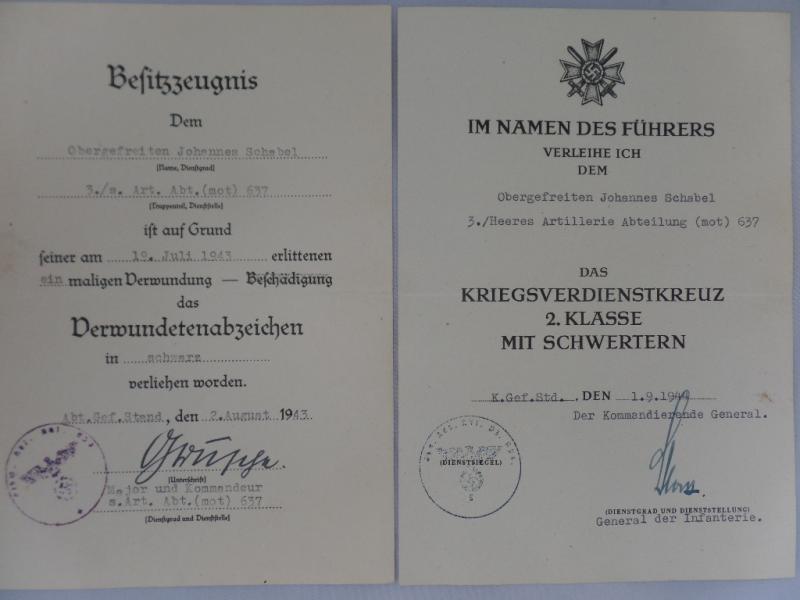 Besitzzeugnis
Dem
Obergefreiten Johannes Schabel
(Name, Dienstgrad)
3./s. Art. Abt.(mot) 637
(Truppenteil, Dienststelle)
ist auf Grund
seiner am 19. Juli 1943 erlittenen
ein maligen Verwundung — Beschädigung
das
Verwundetenabzeichen
in schwarz
verliehen worden.
Abt.Gef.Stand, den 2.August 1943
(Unterschrift)
Major und Kommandeur
s.Art. Abt.(mot) 637
(Dienstgrad und Dienststelle)
IM NAMEN DES FÜHRERS
VERLEIHE ICH
DEM
Obergefreiten Johannes Schabel
3./Heeres Artillerie Abteilung (mot) 637
DAS
KRIEGSVERDIENSTKREUZ
2. KLASSE
MIT SCHWERTERN
K.Gef.Std. , DEN 1.9.1944
Der Kommandierende General.
(DIENSTSIEGEL)
(DIENSTGRAD UND DIENSTSTELLUNG)
General der Infanterie.